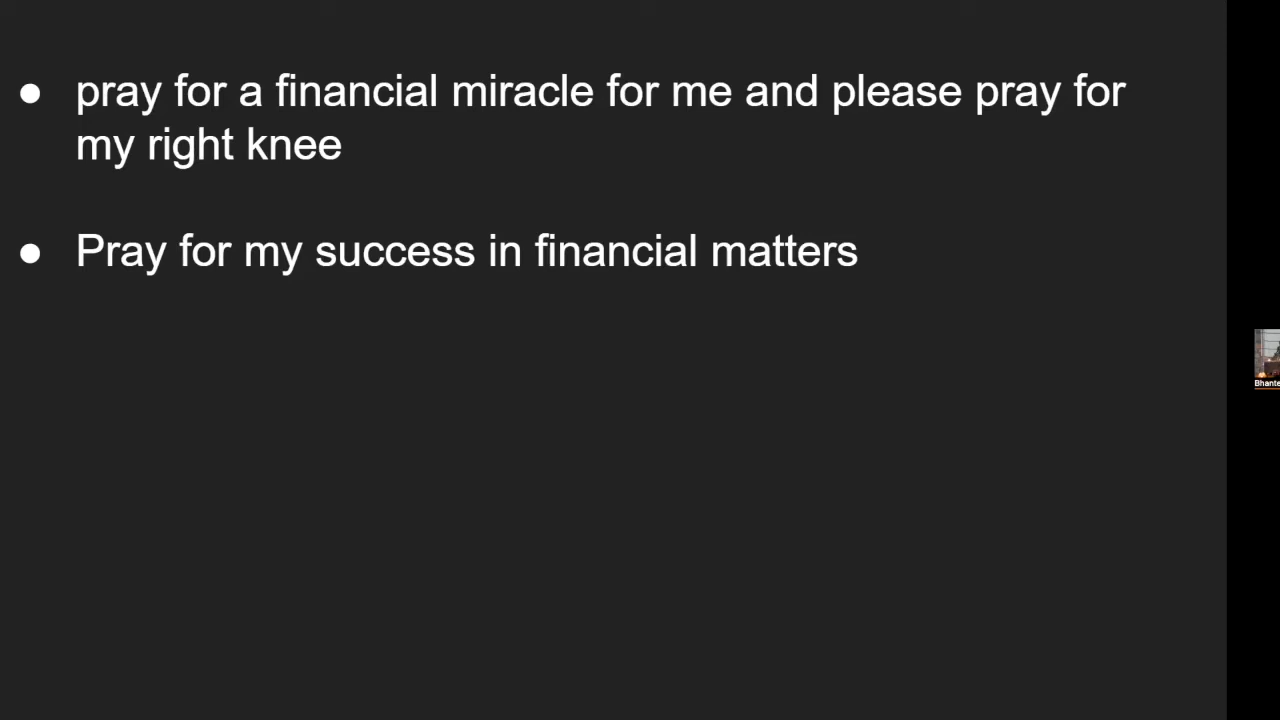 ● pray for a financial miracle for me and please pray for
my right knee
● Pray for my success in financial matters
Bhante